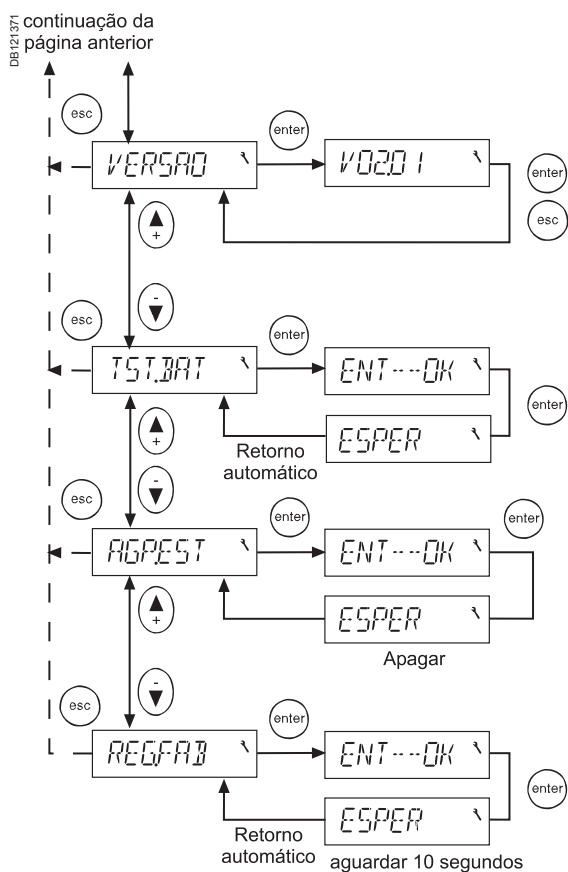 DB121371
continuação da
página anterior
esc
enter
VERSAO
V02.01
enter
+
esc
-
esc
enter
TST.BAT
ENT---OK
enter
+
Retorno
automático
ESPER
-
esc
enter
enter
AGP.EST
ENT---OK
+
ESPER
Apagar
-
esc
enter
REG.FAB
ENT---OK
enter
Retorno
automático
ESPER
aguardar 10 segundos